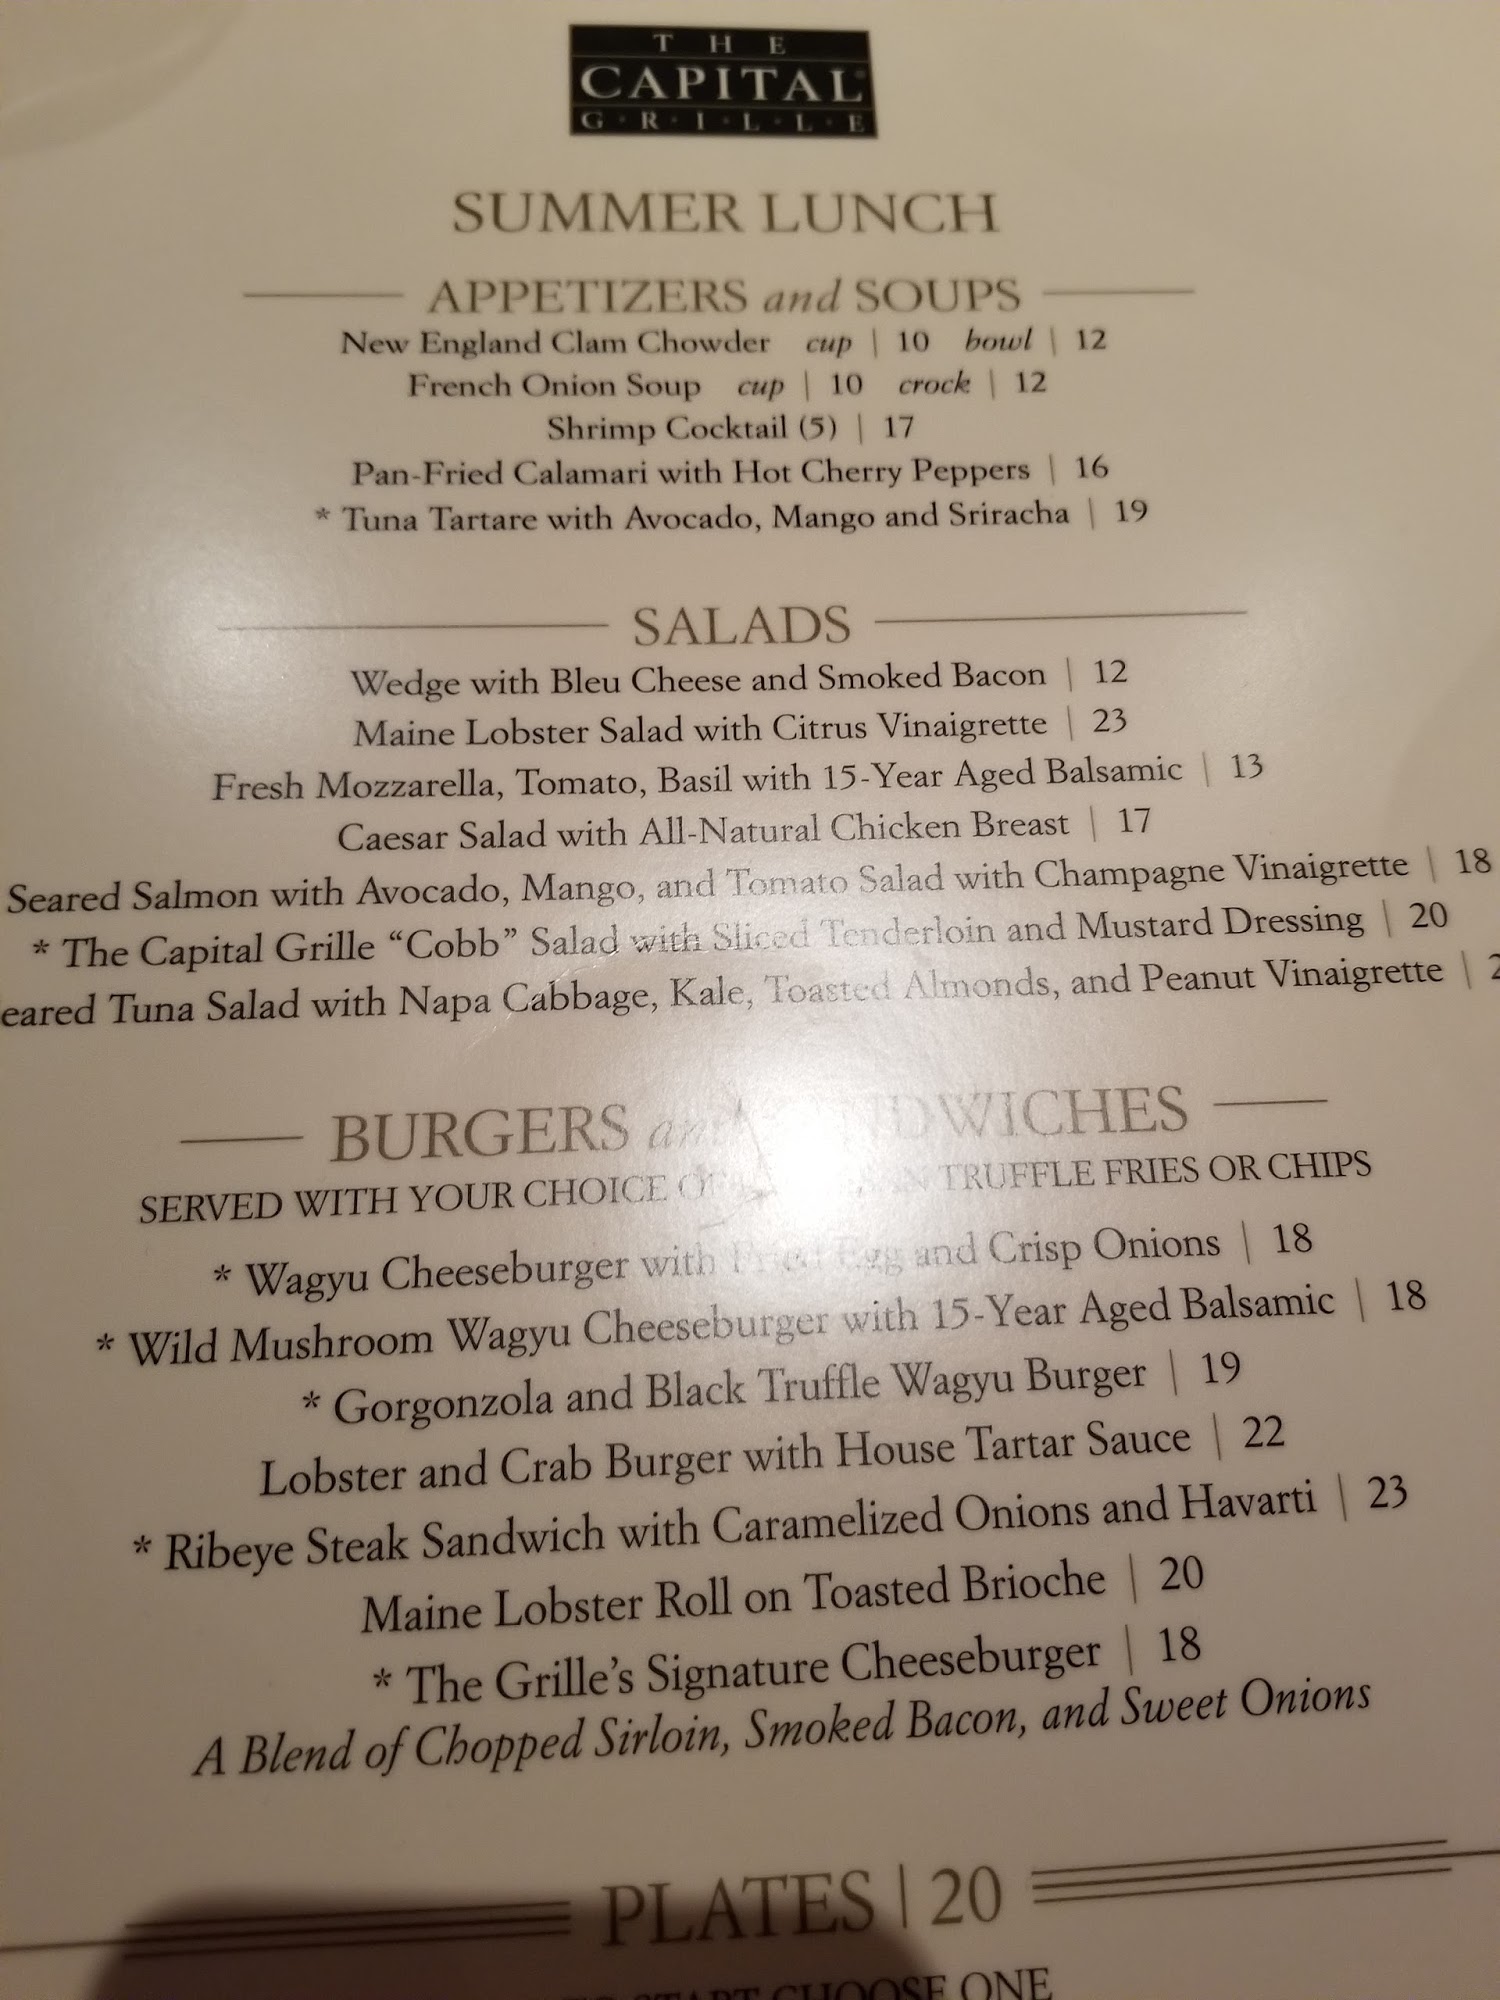 THE
CAPITAL
G·R·I·L·L·E
SUMMER LUNCH
APPETIZERS and SOUPS
New England Clam Chowder cup | 10 bowl | 12
French Onion Soup cup | 10 crock | 12
Shrimp Cocktail (5) | 17
Pan-Fried Calamari with Hot Cherry Peppers | 16
* Tuna Tartare with Avocado, Mango and Sriracha | 19
SALADS
Wedge with Bleu Cheese and Smoked Bacon | 12
Maine Lobster Salad with Citrus Vinaigrette | 23
Fresh Mozzarella, Tomato, Basil with 15-Year Aged Balsamic | 13
Caesar Salad with All-Natural Chicken Breast | 17
Seared Salmon with Avocado, Mango, and Tomato Salad with Champagne Vinaigrette | 18
* The Capital Grille “Cobb” Salad with Sliced Tenderloin and Mustard Dressing | 20
eared Tuna Salad with Napa Cabbage, Kale, Toasted Almonds, and Peanut Vinaigrette |
BURGERS and SANDWICHES
SERVED WITH YOUR CHOICE OF TRUFFLE FRIES OR CHIPS
* Wagyu Cheeseburger with Fried Egg and Crisp Onions | 18
* Wild Mushroom Wagyu Cheeseburger with 15-Year Aged Balsamic | 18
* Gorgonzola and Black Truffle Wagyu Burger | 19
Lobster and Crab Burger with House Tartar Sauce | 22
* Ribeye Steak Sandwich with Caramelized Onions and Havarti | 23
Maine Lobster Roll on Toasted Brioche | 20
* The Grille’s Signature Cheeseburger | 18
A Blend of Chopped Sirloin, Smoked Bacon, and Sweet Onions
PLATES | 20
TO START CHOOSE ONE